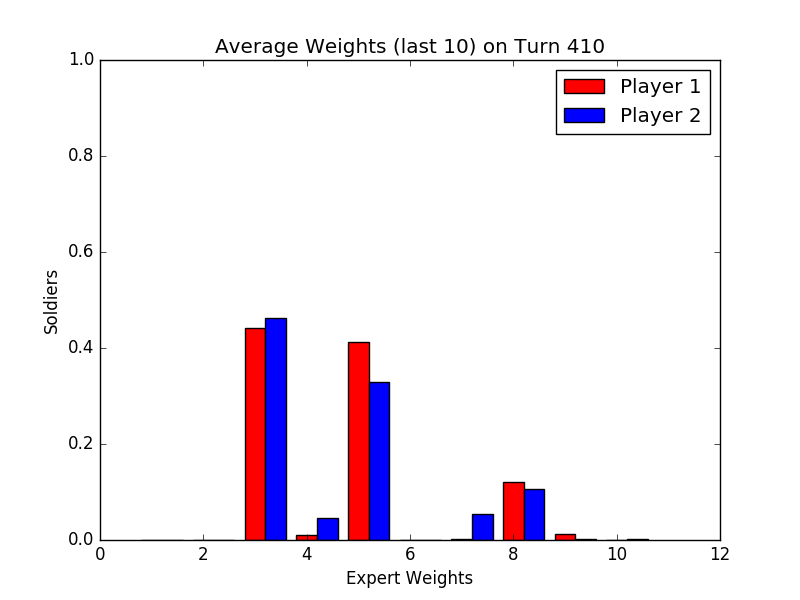 Average Weights (last 10) on Turn 410
1.0
0.8
0.6
0.4
0.2
0.0
Soldiers
Player 1
Player 2
0 2 4 6 8 10 12
Expert Weights